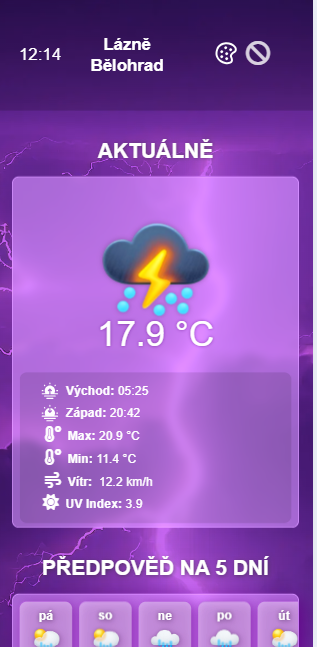 12:14
Lázně
Bělohrad
AKTUÁLNĚ
17.9 °C
Východ: 05:25
Západ: 20:42
Max: 20.9 °C
Min: 11.4 °C
Vítr: 12.2 km/h
UV Index: 3.9
PŘEDPOVĚĎ NA 5 DNÍ
pá so ne po út